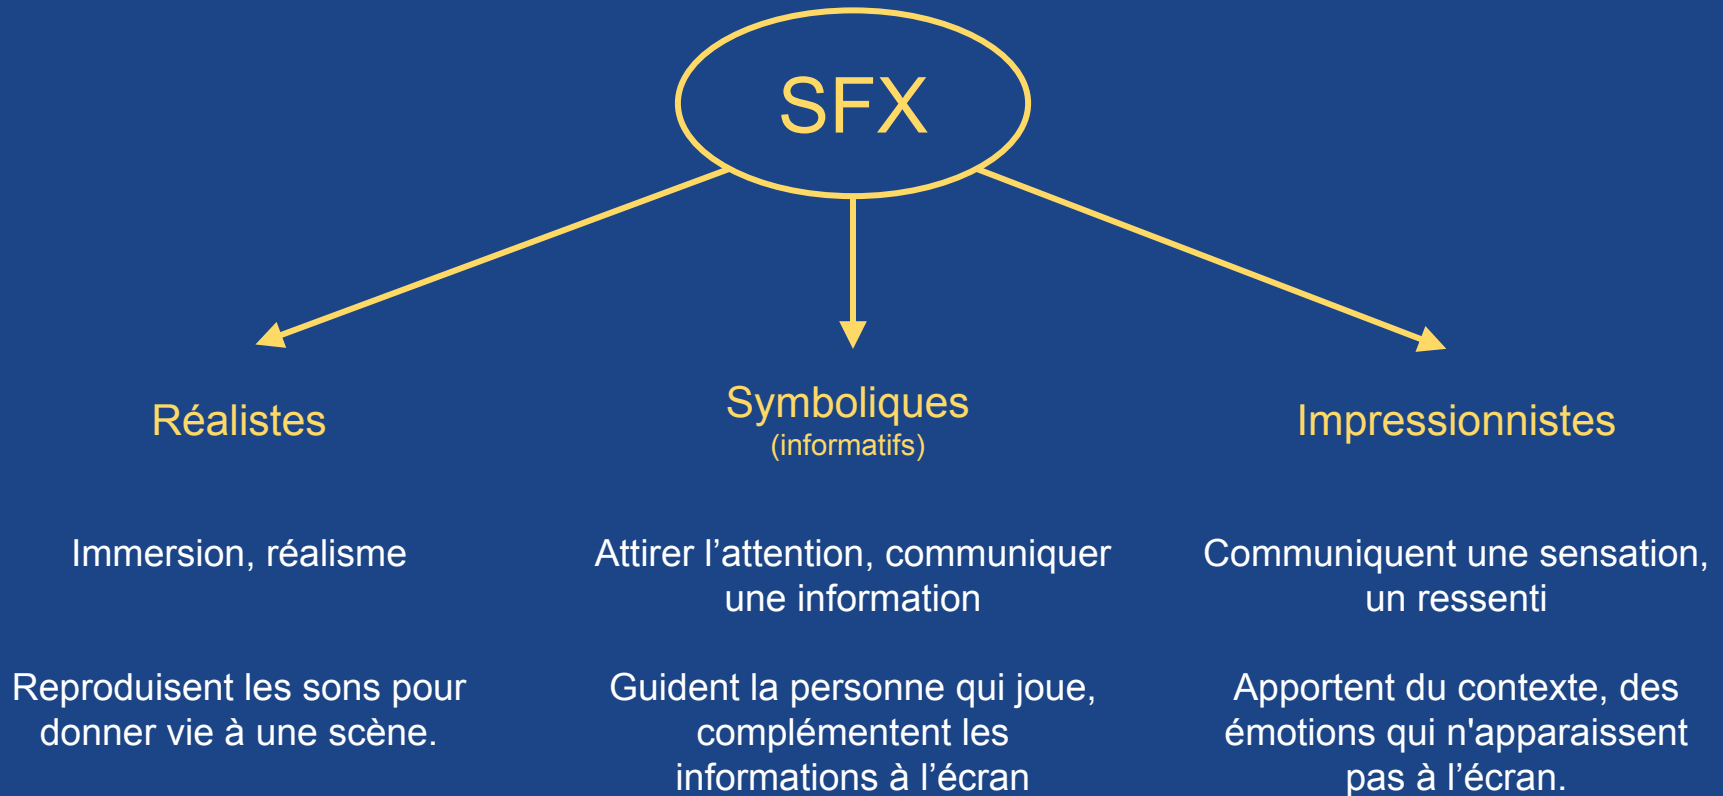 SFX
Réalistes
Immersion, réalisme
Reproduisent les sons pour
donner vie à une scène.
Symboliques
(informatifs)
Attirer l’attention, communiquer
une information
Guident la personne qui joue,
complémentent les
informations à l’écran
Impressionnistes
Communiquent une sensation,
un ressenti
Apportent du contexte, des
émotions qui n'apparaissent
pas à l’écran.